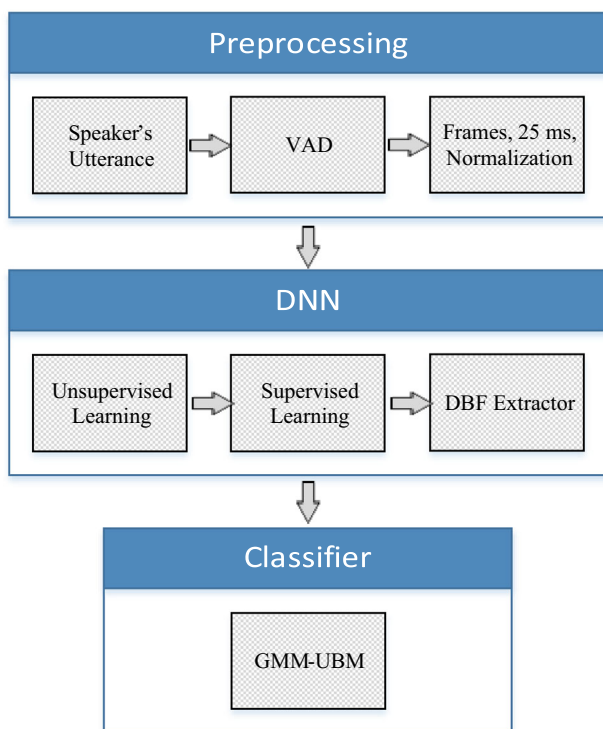 Preprocessing
Speaker's
Utterance
VAD
Frames, 25 ms,
Normalization
DNN
Unsupervised
Learning
Supervised
Learning
DBF Extractor
Classifier
GMM-UBM